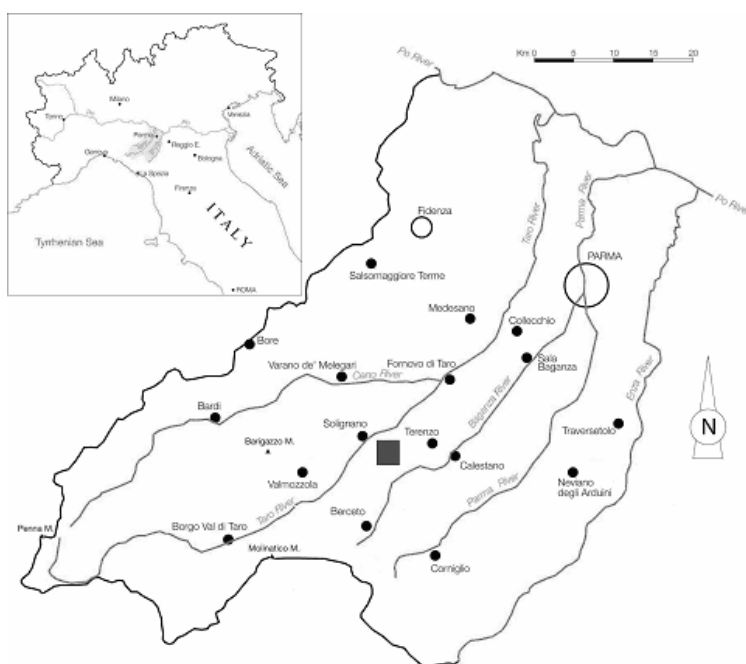 Milano
Torino
Po
Po
Venezia
Parma
Reggio E.
Genova
Bologna
La Spezia
Firenze
Adriatic Sea
ITALY
Tyrrhenian Sea
ROMA
Km 0 5 10 15 20
Po River
Po River
Taro River
Parma River
Fidenza
PARMA
Salsomaggiore Terme
Medesano
Collecchio
Bore
Sala
Baganza
Varano de' Melegari
Fornovo di Taro
Ceno River
Baganza River
Enza River
N
Bardi
Solignano
Terenzo
Traversetolo
Barigazzo M.
Calestano
Valmozzola
Neviano
degli Arduini
Parma River
Taro River
Berceto
Penna M.
Borgo Val di Taro
Molinatico M.
Corniglio